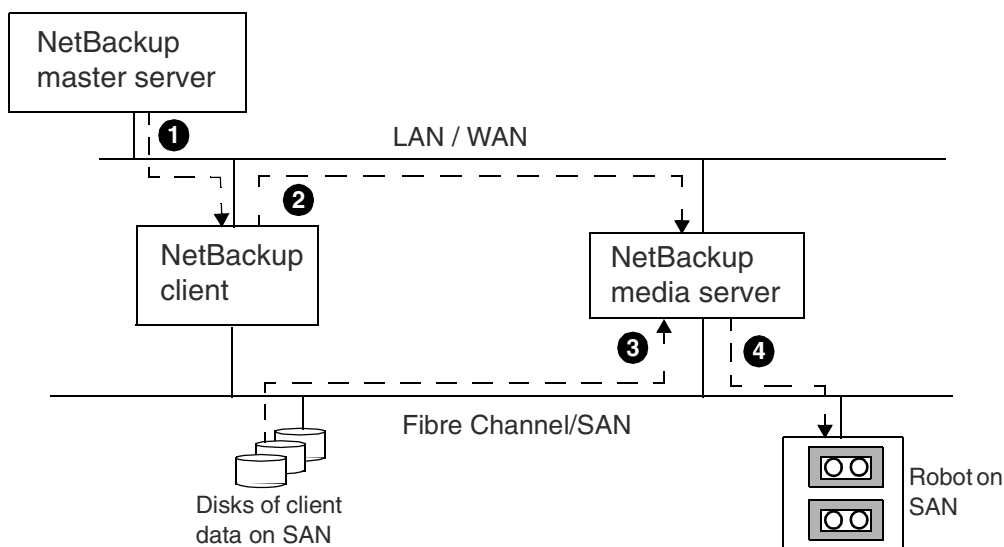 NetBackup
master server
1
LAN / WAN
2
NetBackup
client
NetBackup
media server
3
4
Fibre Channel/SAN
Disks of client
data on SAN
Robot on
SAN